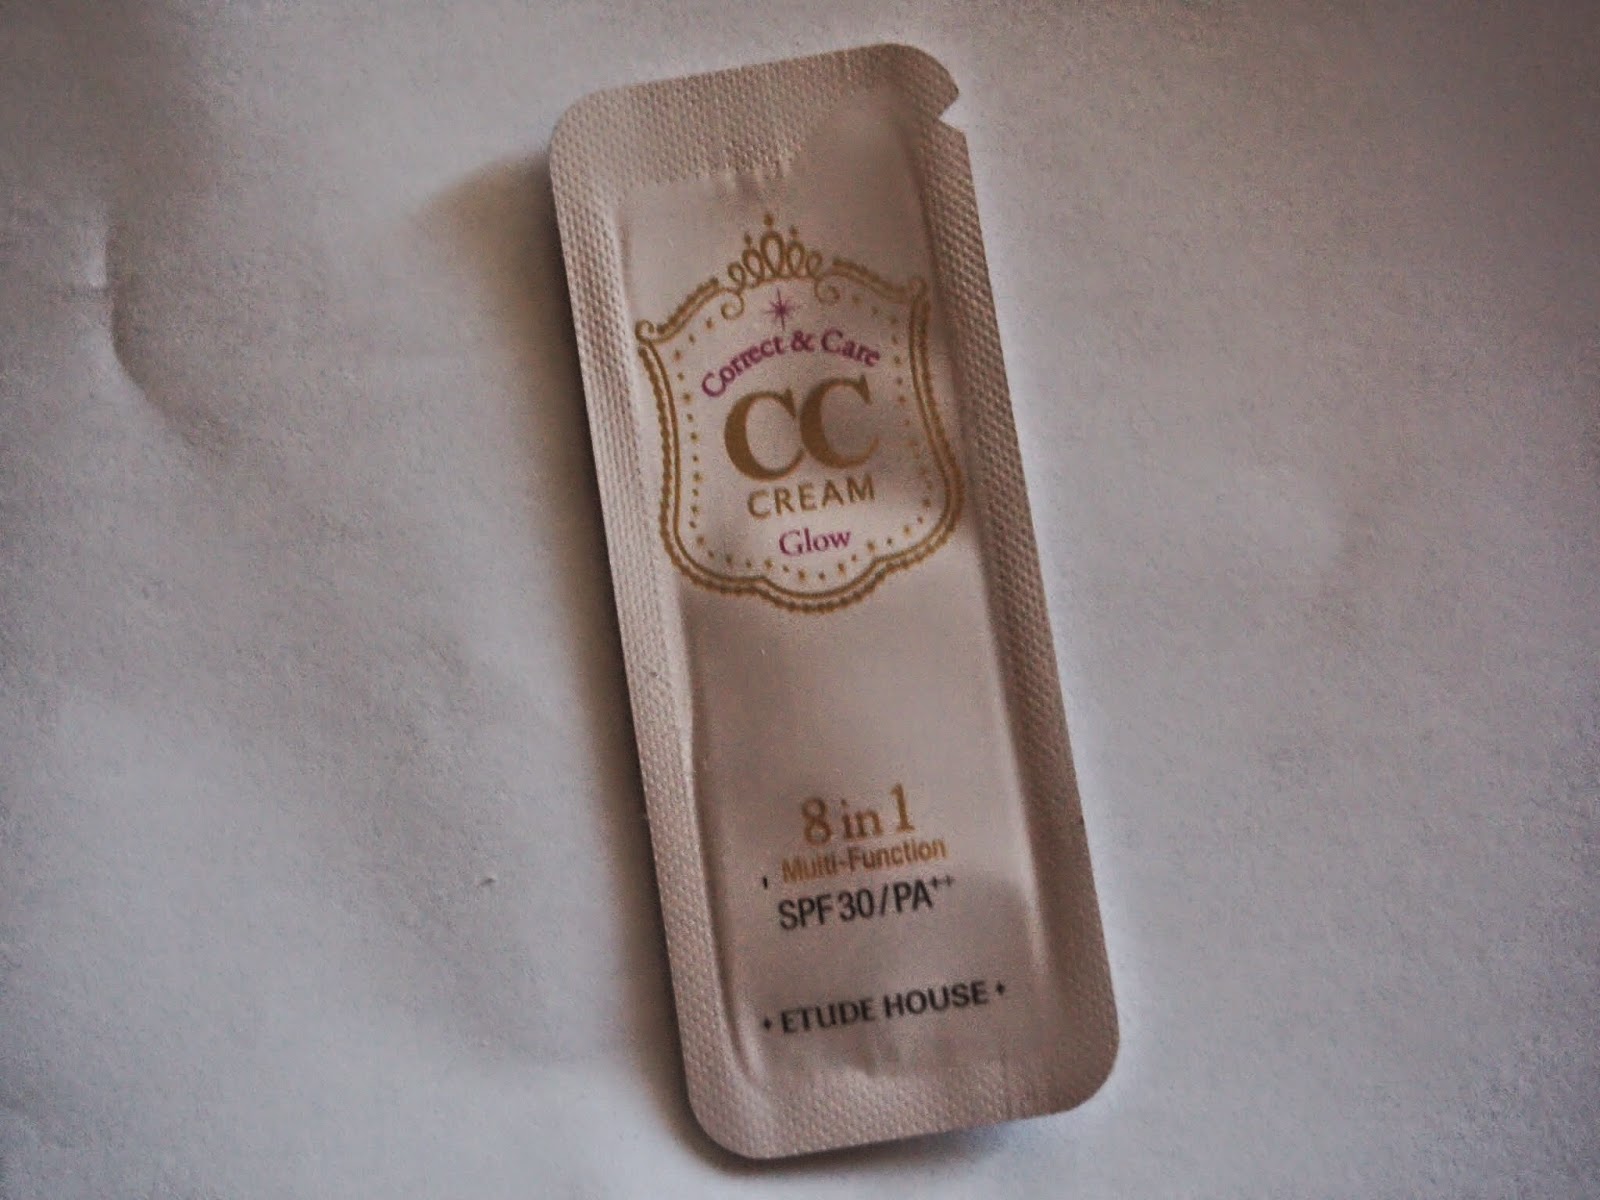 Correct & Care
CC
CREAM
Glow
8 in 1
Multi-Function
SPF30/PA++
ETUDE HOUSE